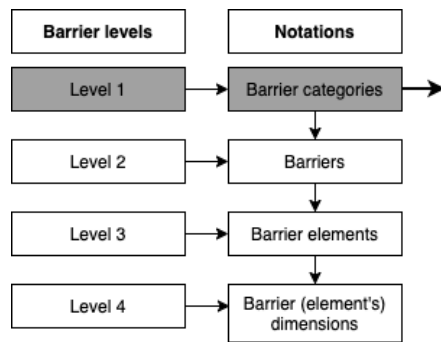 Barrier levels
Notations
Level 1
Barrier categories
Level 2
Barriers
Level 3
Barrier elements
Level 4
Barrier (element's)
dimensions